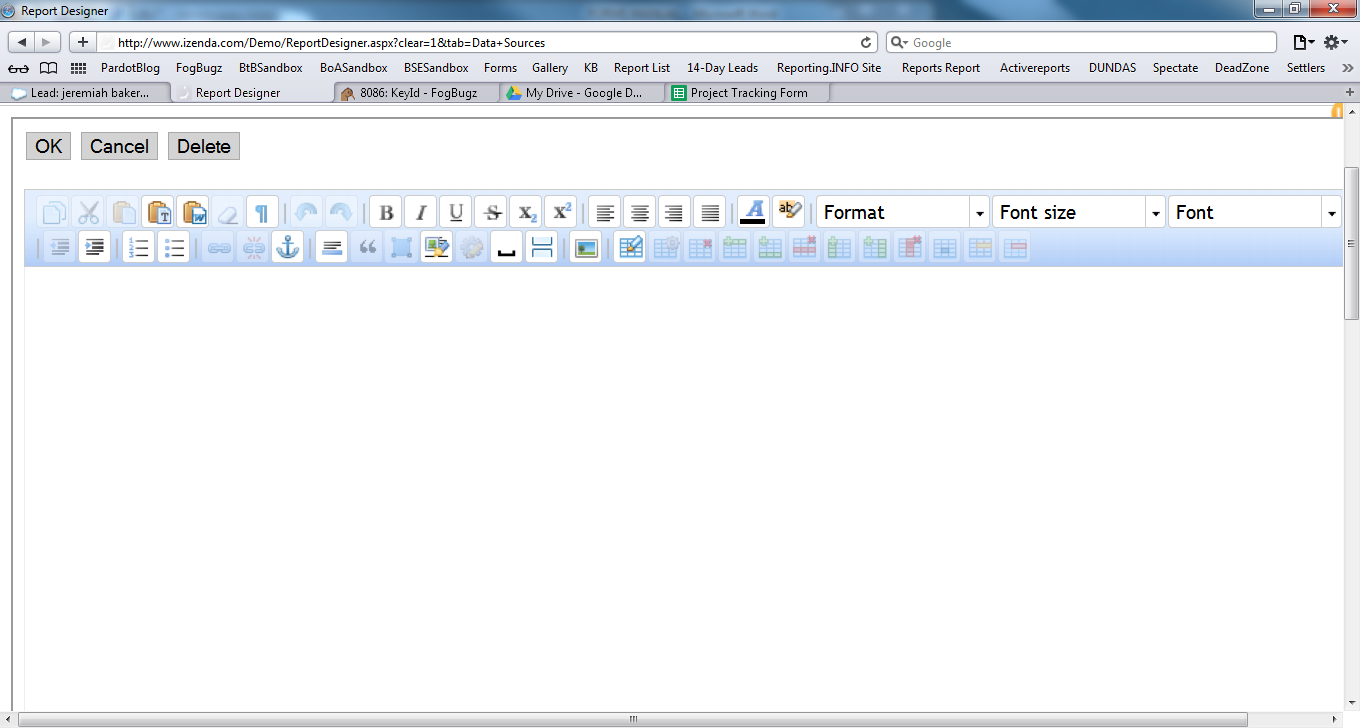 Report Designer
http://www.izenda.com/Demo/ReportDesigner.aspx?clear=1&tab=Data+Sources Google
PardotBlog FogBugz BtBSandbox BoASandbox BSESandbox Forms Gallery KB Report List 14-Day Leads Reporting.INFO Site Reports Report Activereports DUNDAS Spectate DeadZone Settlers
Lead: jeremiah baker... Report Designer 8086: KeyId - FogBugz My Drive - Google D... Project Tracking Form
OK Cancel Delete
B I U S x₂ x² A ab Format Font size Font